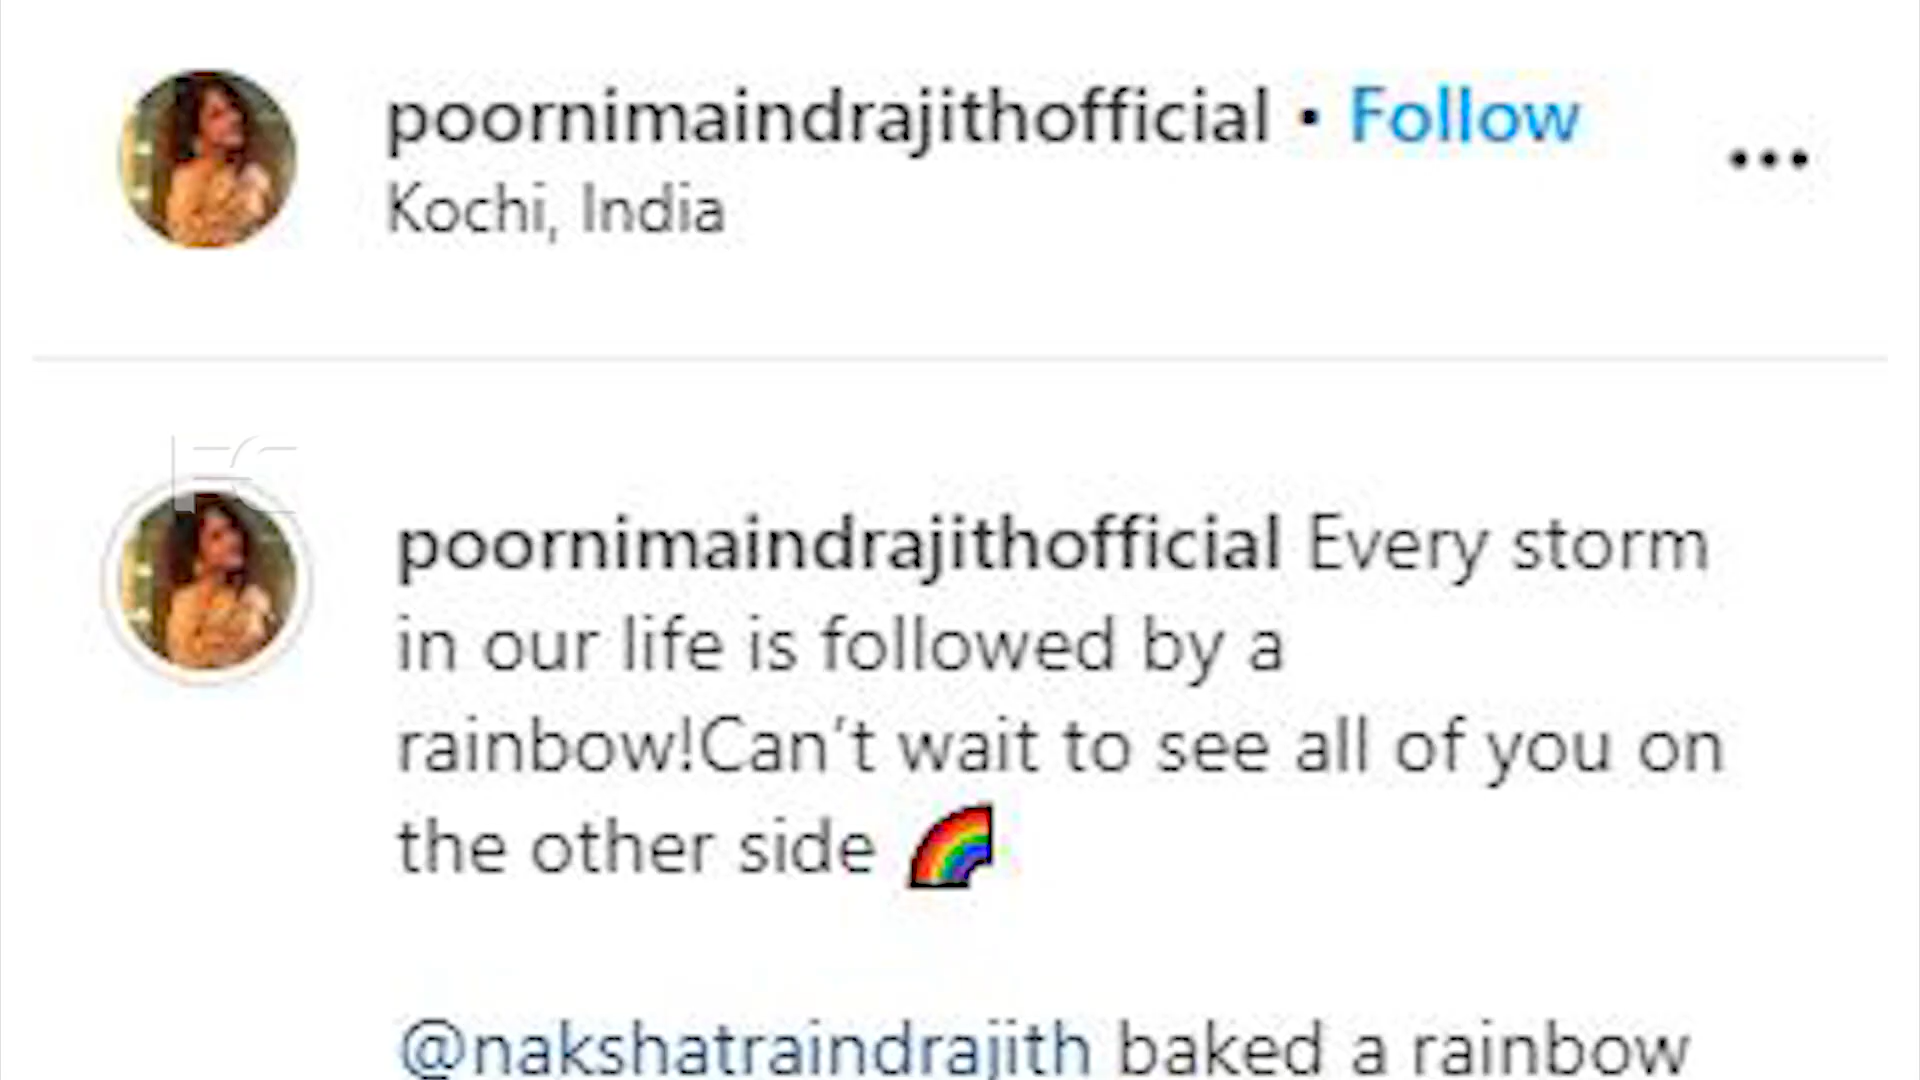 poornimaindrajithofficial • Follow
Kochi, India
FC
poornimaindrajithofficial Every storm
in our life is followed by a
rainbow!Can't wait to see all of you on
the other side 🌈
@nakshatraindrajith baked a rainbow